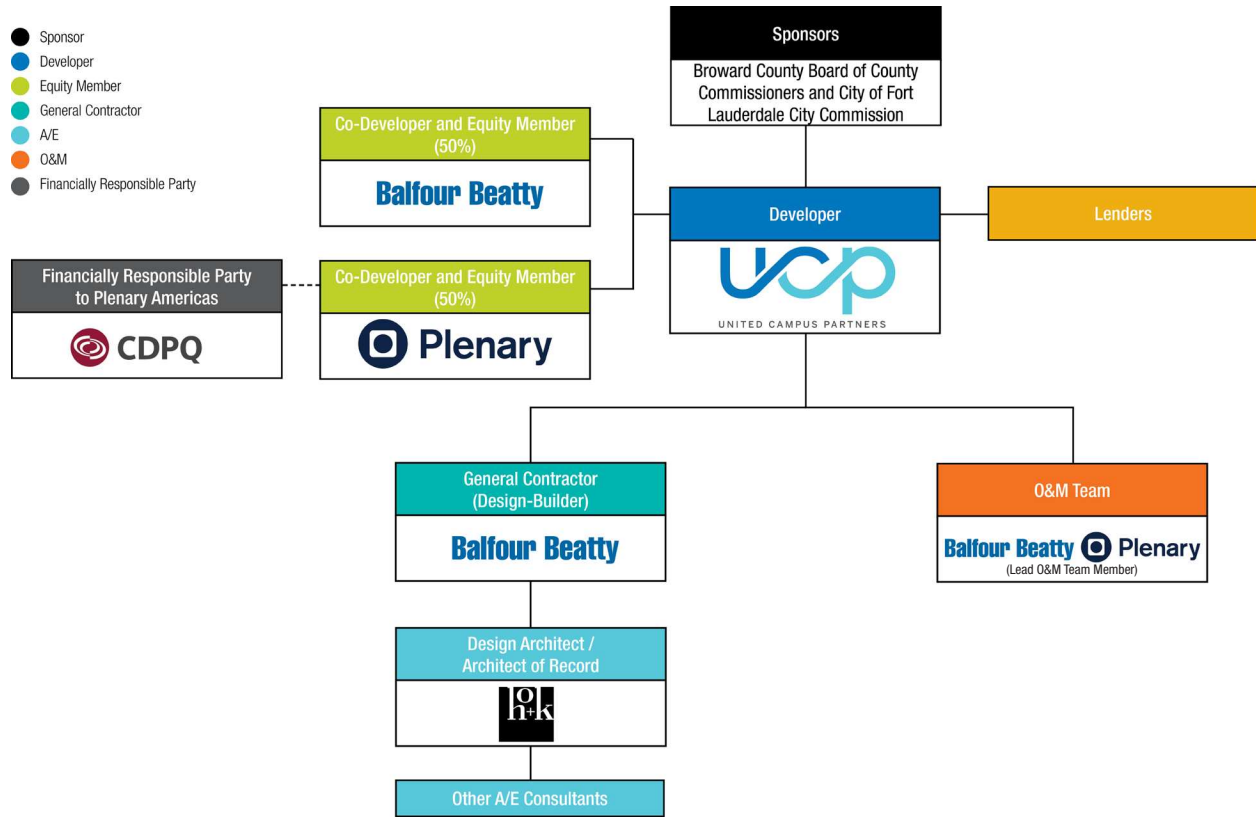 Sponsor
Developer
Equity Member
General Contractor
A/E
O&M
Financially Responsible Party
Sponsors
Broward County Board of County
Commissioners and City of Fort
Lauderdale City Commission
Co-Developer and Equity Member
(50%)
Balfour Beatty
Developer
ucp
UNITED CAMPUS PARTNERS
Lenders
Financially Responsible Party
to Plenary Americas
CDPQ
Co-Developer and Equity Member
(50%)
Plenary
General Contractor
(Design-Builder)
Balfour Beatty
O&M Team
Balfour Beatty Plenary
(Lead O&M Team Member)
Design Architect /
Architect of Record
ho+k
Other A/E Consultants